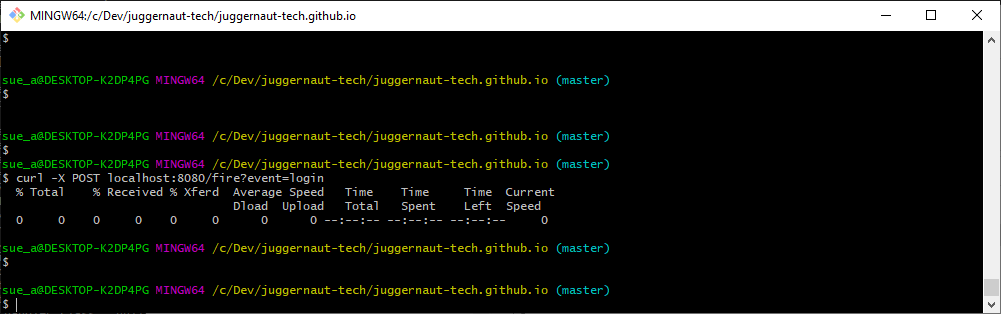 MINGW64:/c/Dev/juggernaut-tech/juggernaut-tech.github.io
$
sue_a@DESKTOP-K2DP4PG MINGW64 /c/Dev/juggernaut-tech/juggernaut-tech.github.io (master)
$
sue_a@DESKTOP-K2DP4PG MINGW64 /c/Dev/juggernaut-tech/juggernaut-tech.github.io (master)
$
sue_a@DESKTOP-K2DP4PG MINGW64 /c/Dev/juggernaut-tech/juggernaut-tech.github.io (master)
$ curl -X POST localhost:8080/fire?event=login
  % Total    % Received % Xferd  Average Speed   Time    Time     Time  Current
                                 Dload  Upload   Total   Spent    Left  Speed
  0     0    0     0    0     0      0      0 --:--:-- --:--:-- --:--:--     0
sue_a@DESKTOP-K2DP4PG MINGW64 /c/Dev/juggernaut-tech/juggernaut-tech.github.io (master)
$
sue_a@DESKTOP-K2DP4PG MINGW64 /c/Dev/juggernaut-tech/juggernaut-tech.github.io (master)
$